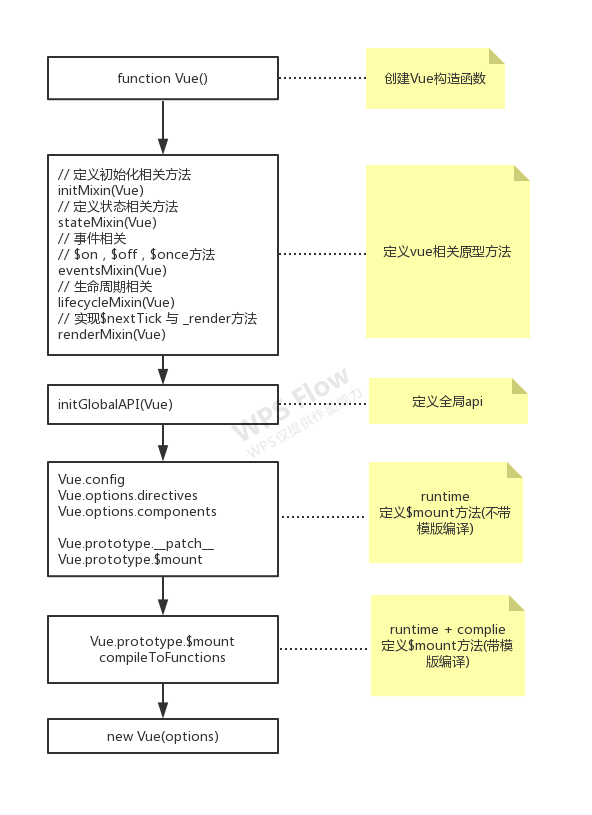 function Vue()
创建Vue构造函数
// 定义初始化相关方法
initMixin(Vue)
// 定义状态相关方法
stateMixin(Vue)
// 事件相关
// $on , $off , $once方法
eventsMixin(Vue)
// 生命周期相关
lifecycleMixin(Vue)
// 实现$nextTick 与 _render方法
renderMixin(Vue)
定义vue相关原型方法
initGlobalAPI(Vue)
定义全局api
WPS Flow
WPS仅提供作图能力
Vue.config
Vue.options.directives
Vue.options.components
Vue.prototype.__patch__
Vue.prototype.$mount
runtime
定义$mount方法(不带
模版编译)
Vue.prototype.$mount
compileToFunctions
runtime + complie
定义$mount方法(带模
版编译)
new Vue(options)